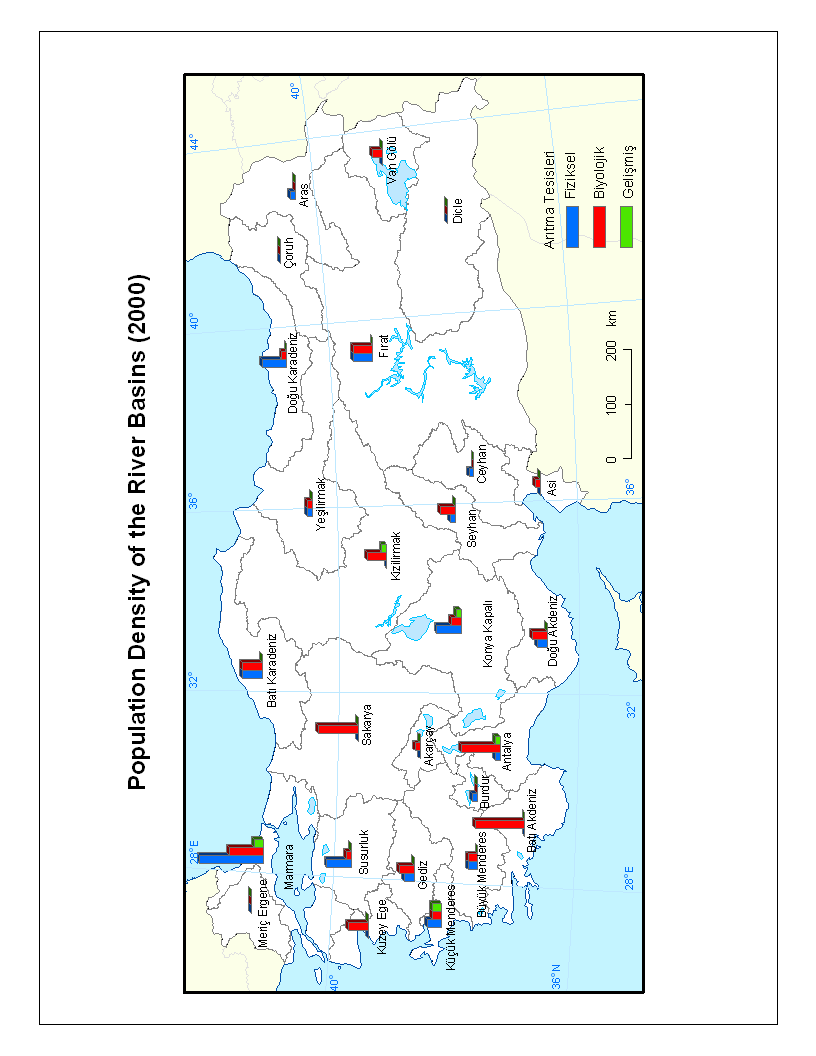 Population Density of the River Basins (2000)
28°E
32°
36°
40°
44°
40°
Meriç Ergene
Marmara
Batı Karadeniz
Yeşilirmak
Doğu Karadeniz
Çoruh
Aras
Van Gölü
Kuzey Ege
Susurluk
Sakarya
Kizilirmak
Fırat
Dicle
Gediz
Akarçay
Küçük Menderes
Büyük Menderes
Burdur
Antalya
Konya Kapalı
Seyhan
Ceyhan
Batı Akdeniz
Doğu Akdeniz
Asi
40°
36°N
28°E
32°
36°
0 100 200 km
Arıtma Tesisleri
Fiziksel
Biyolojik
Gelişmiş